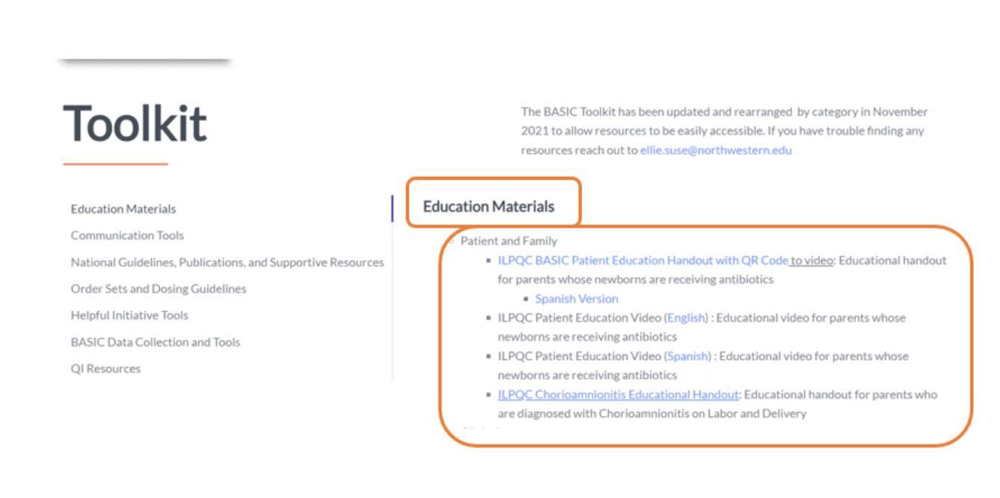 Toolkit
The BASIC Toolkit has been updated and rearranged by category in November
2021 to allow resources to be easily accessible. If you have trouble finding any
resources reach out to ellie.suse@northwestern.edu
Education Materials
Communication Tools
National Guidelines, Publications, and Supportive Resources
Order Sets and Dosing Guidelines
Helpful Initiative Tools
BASIC Data Collection and Tools
QI Resources
Education Materials
Patient and Family
ILPQC BASIC Patient Education Handout with QR Code to video: Educational handout
for parents whose newborns are receiving antibiotics
Spanish Version
ILPQC Patient Education Video (English) : Educational video for parents whose
newborns are receiving antibiotics
ILPQC Patient Education Video (Spanish) : Educational video for parents whose
newborns are receiving antibiotics
ILPQC Chorioamnionitis Educational Handout: Educational handout for parents who
are diagnosed with Chorioamnionitis on Labor and Delivery